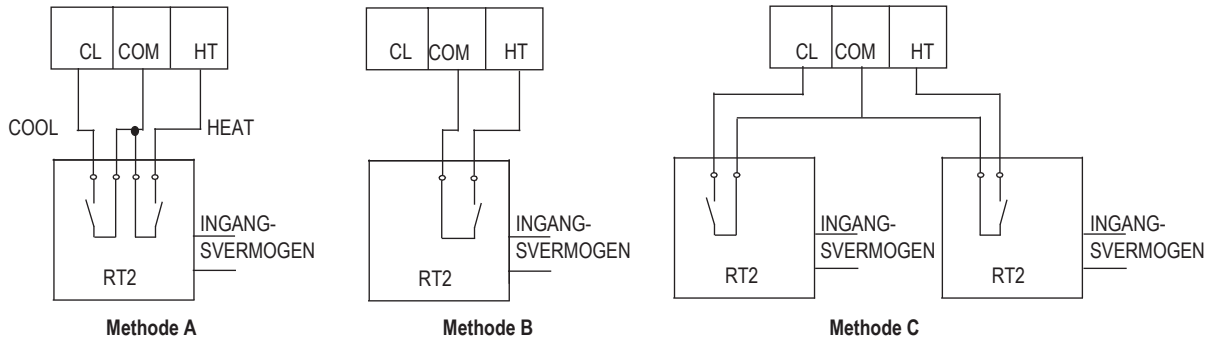 CL COM HT
CL COM HT
CL COM HT
COOL
HEAT
INGANG-
SVERMOGEN
RT2
INGANG-
SVERMOGEN
RT2
INGANG-
SVERMOGEN
RT2
INGANG-
SVERMOGEN
RT2
Methode A
Methode B
Methode C